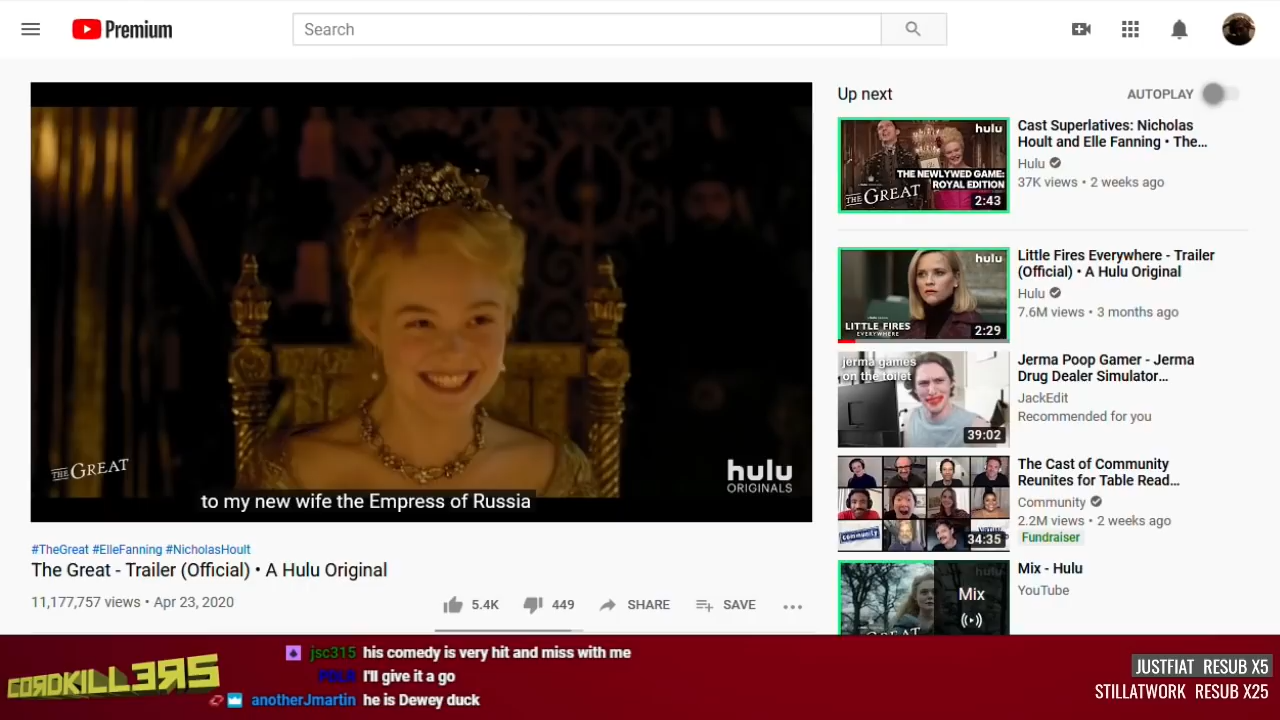 Premium
Search
Up next
AUTOPLAY
THE GREAT
hulu
ORIGINALS
to my new wife the Empress of Russia
#TheGreat #ElleFanning #NicholasHoult
The Great - Trailer (Official) • A Hulu Original
11,177,757 views • Apr 23, 2020
5.4K
449
SHARE
SAVE
hulu
THE NEWLYWED GAME:
ROYAL EDITION
THE GREAT
2:43
Cast Superlatives: Nicholas
Hoult and Elle Fanning • The...
Hulu
37K views • 2 weeks ago
hulu
LITTLE FIRES
EVERYWHERE
2:29
Little Fires Everywhere - Trailer
(Official) • A Hulu Original
Hulu
7.6M views • 3 months ago
jerma games
on the toilet
39:02
Jerma Poop Gamer - Jerma
Drug Dealer Simulator...
JackEdit
Recommended for you
Community
34:35
The Cast of Community
Reunites for Table Read...
Community
2.2M views • 2 weeks ago
Fundraiser
hulu
THE GREAT
Mix
Mix - Hulu
YouTube
CORDKILLERS
jsc315 his comedy is very hit and miss with me
I'll give it a go
anotherJmartin he is Dewey duck
JUSTFIAT RESUB X5
STILLATWORK RESUB X25